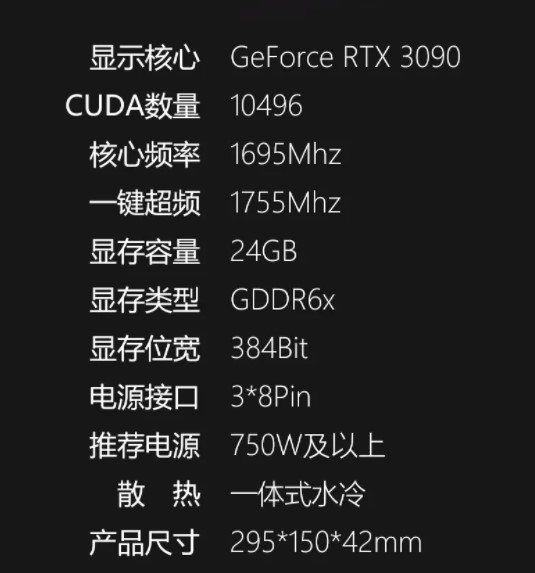 显示核心 GeForce RTX 3090
CUDA数量 10496
核心频率 1695Mhz
一键超频 1755Mhz
显存容量 24GB
显存类型 GDDR6x
显存位宽 384Bit
电源接口 3*8Pin
推荐电源 750W及以上
散 热 一体式水冷
产品尺寸 295*150*42mm